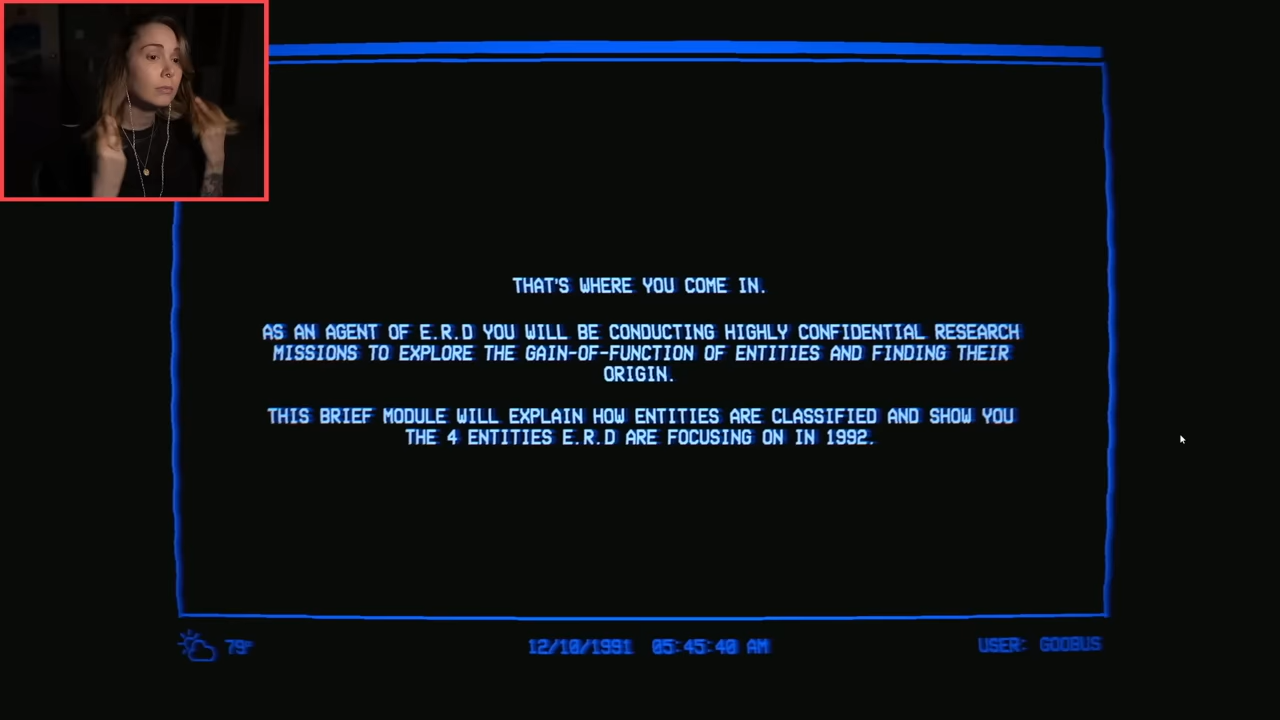 THAT'S WHERE YOU COME IN.
AS AN AGENT OF E.R.D YOU WILL BE CONDUCTING HIGHLY CONFIDENTIAL RESEARCH
MISSIONS TO EXPLORE THE GAIN-OF-FUNCTION OF ENTITIES AND FINDING THEIR
ORIGIN.
THIS BRIEF MODULE WILL EXPLAIN HOW ENTITIES ARE CLASSIFIED AND SHOW YOU
THE 4 ENTITIES E.R.D ARE FOCUSING ON IN 1992.
79° 12/10/1991 05:45:40 AM USER: GOOBUS